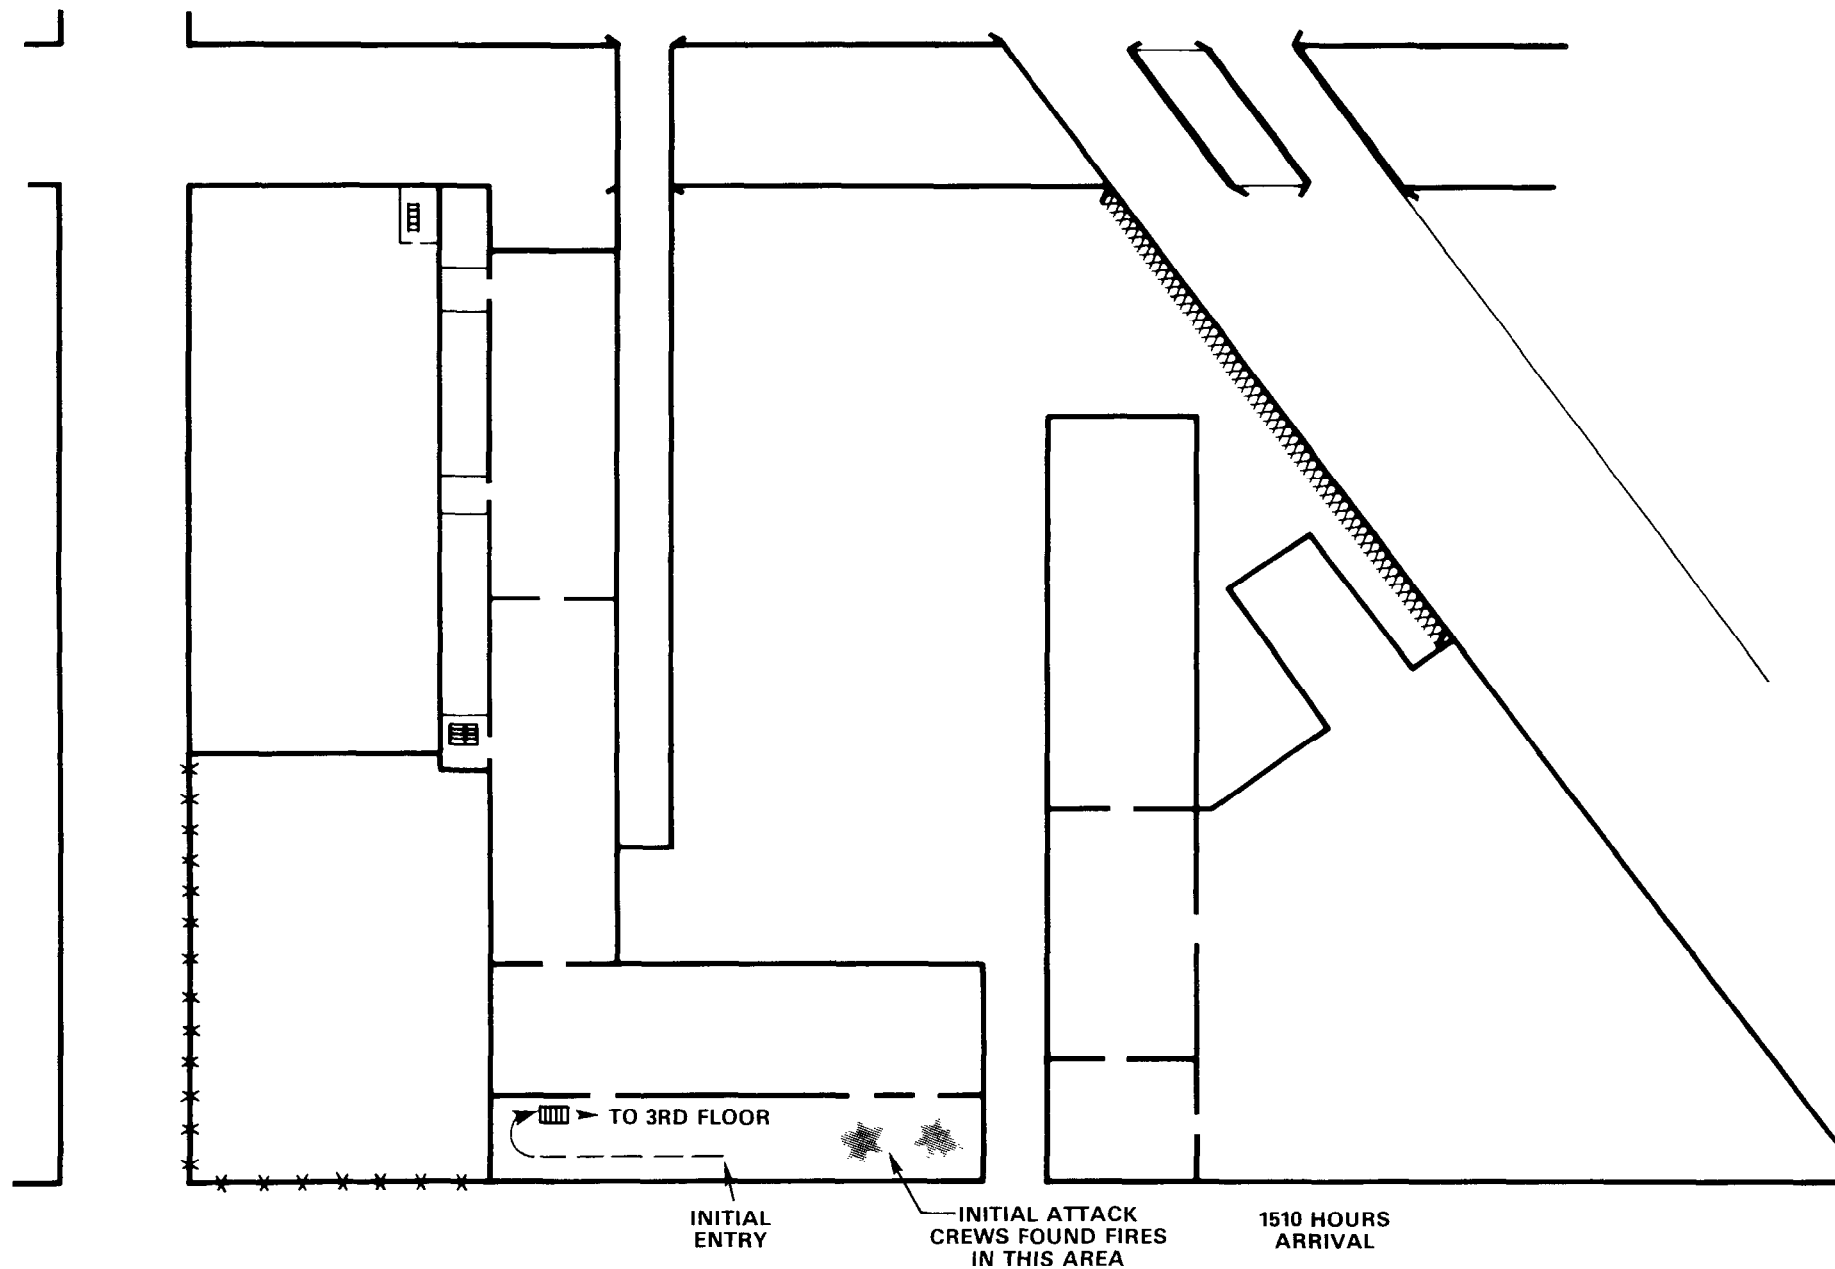 TO 3RD FLOOR
INITIAL
ENTRY
INITIAL ATTACK
CREWS FOUND FIRES
IN THIS AREA
1510 HOURS
ARRIVAL